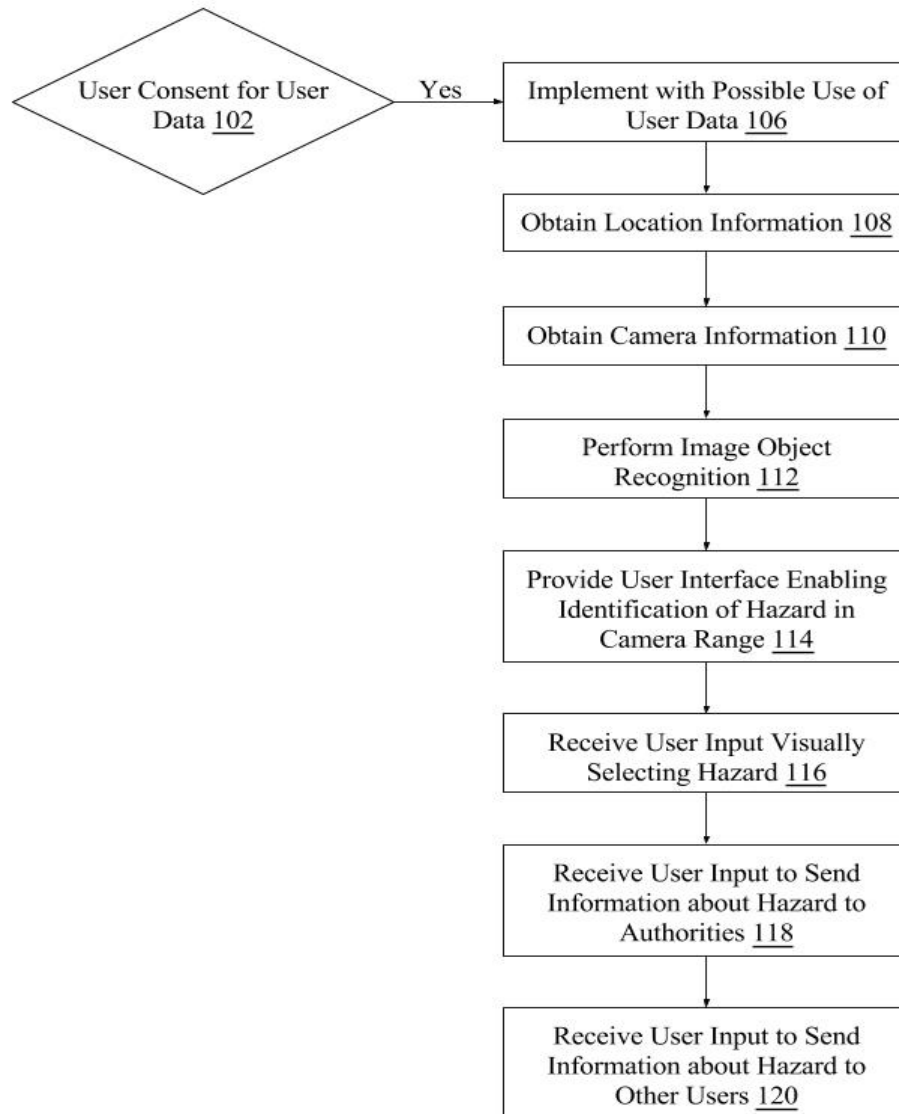 User Consent for User
Data 102
Yes
Implement with Possible Use of
User Data 106
Obtain Location Information 108
Obtain Camera Information 110
Perform Image Object
Recognition 112
Provide User Interface Enabling
Identification of Hazard in
Camera Range 114
Receive User Input Visually
Selecting Hazard 116
Receive User Input to Send
Information about Hazard to
Authorities 118
Receive User Input to Send
Information about Hazard to
Other Users 120